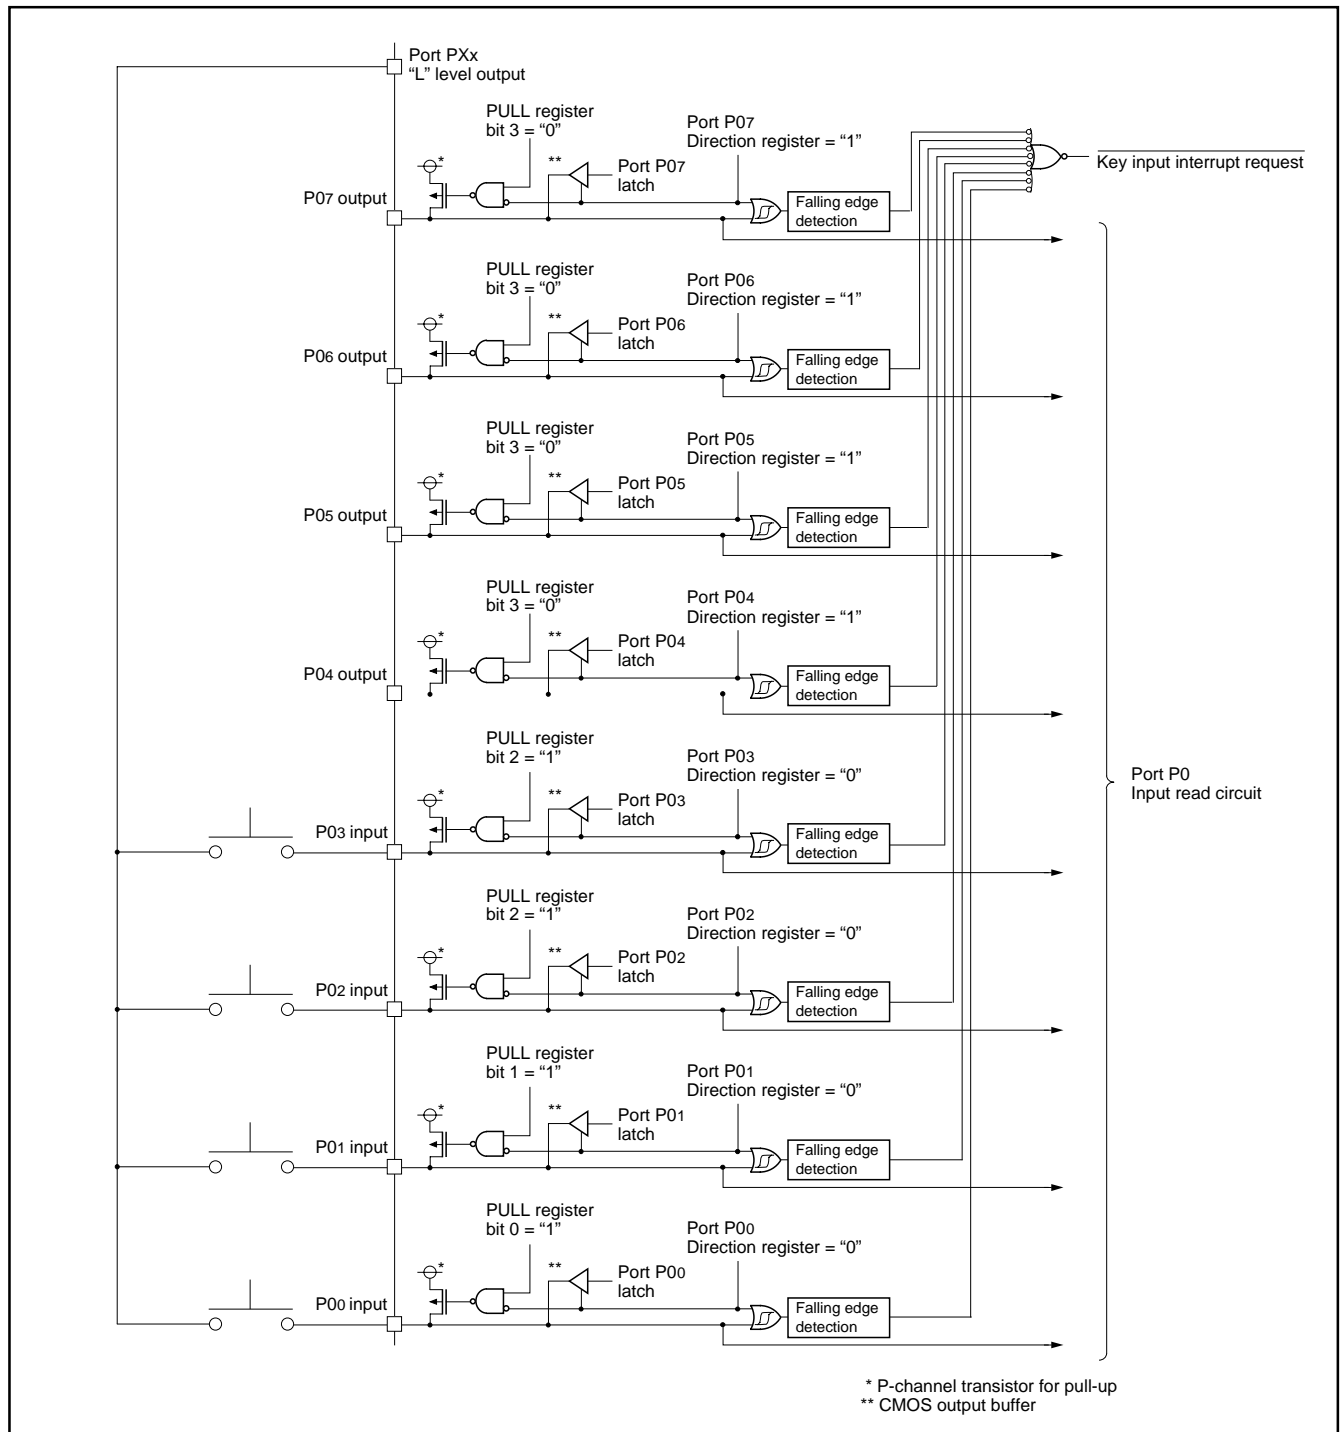 Port PXx
“L” level output
PULL register
bit 3 = “0”
Port P07
Direction register = “1”
*
**
Port P07
latch
P07 output
Falling edge
detection
Key input interrupt request
PULL register
bit 3 = “0”
Port P06
Direction register = “1”
*
**
Port P06
latch
P06 output
Falling edge
detection
PULL register
bit 3 = “0”
Port P05
Direction register = “1”
*
**
Port P05
latch
P05 output
Falling edge
detection
PULL register
bit 3 = “0”
Port P04
Direction register = “1”
*
**
Port P04
latch
P04 output
Falling edge
detection
PULL register
bit 2 = “1”
Port P03
Direction register = “0”
*
**
Port P03
latch
P03 input
Falling edge
detection
Port P0
Input read circuit
PULL register
bit 2 = “1”
Port P02
Direction register = “0”
*
**
Port P02
latch
P02 input
Falling edge
detection
PULL register
bit 1 = “1”
Port P01
Direction register = “0”
*
**
Port P01
latch
P01 input
Falling edge
detection
PULL register
bit 0 = “1”
Port P00
Direction register = “0”
*
**
Port P00
latch
P00 input
Falling edge
detection
* P-channel transistor for pull-up
** CMOS output buffer